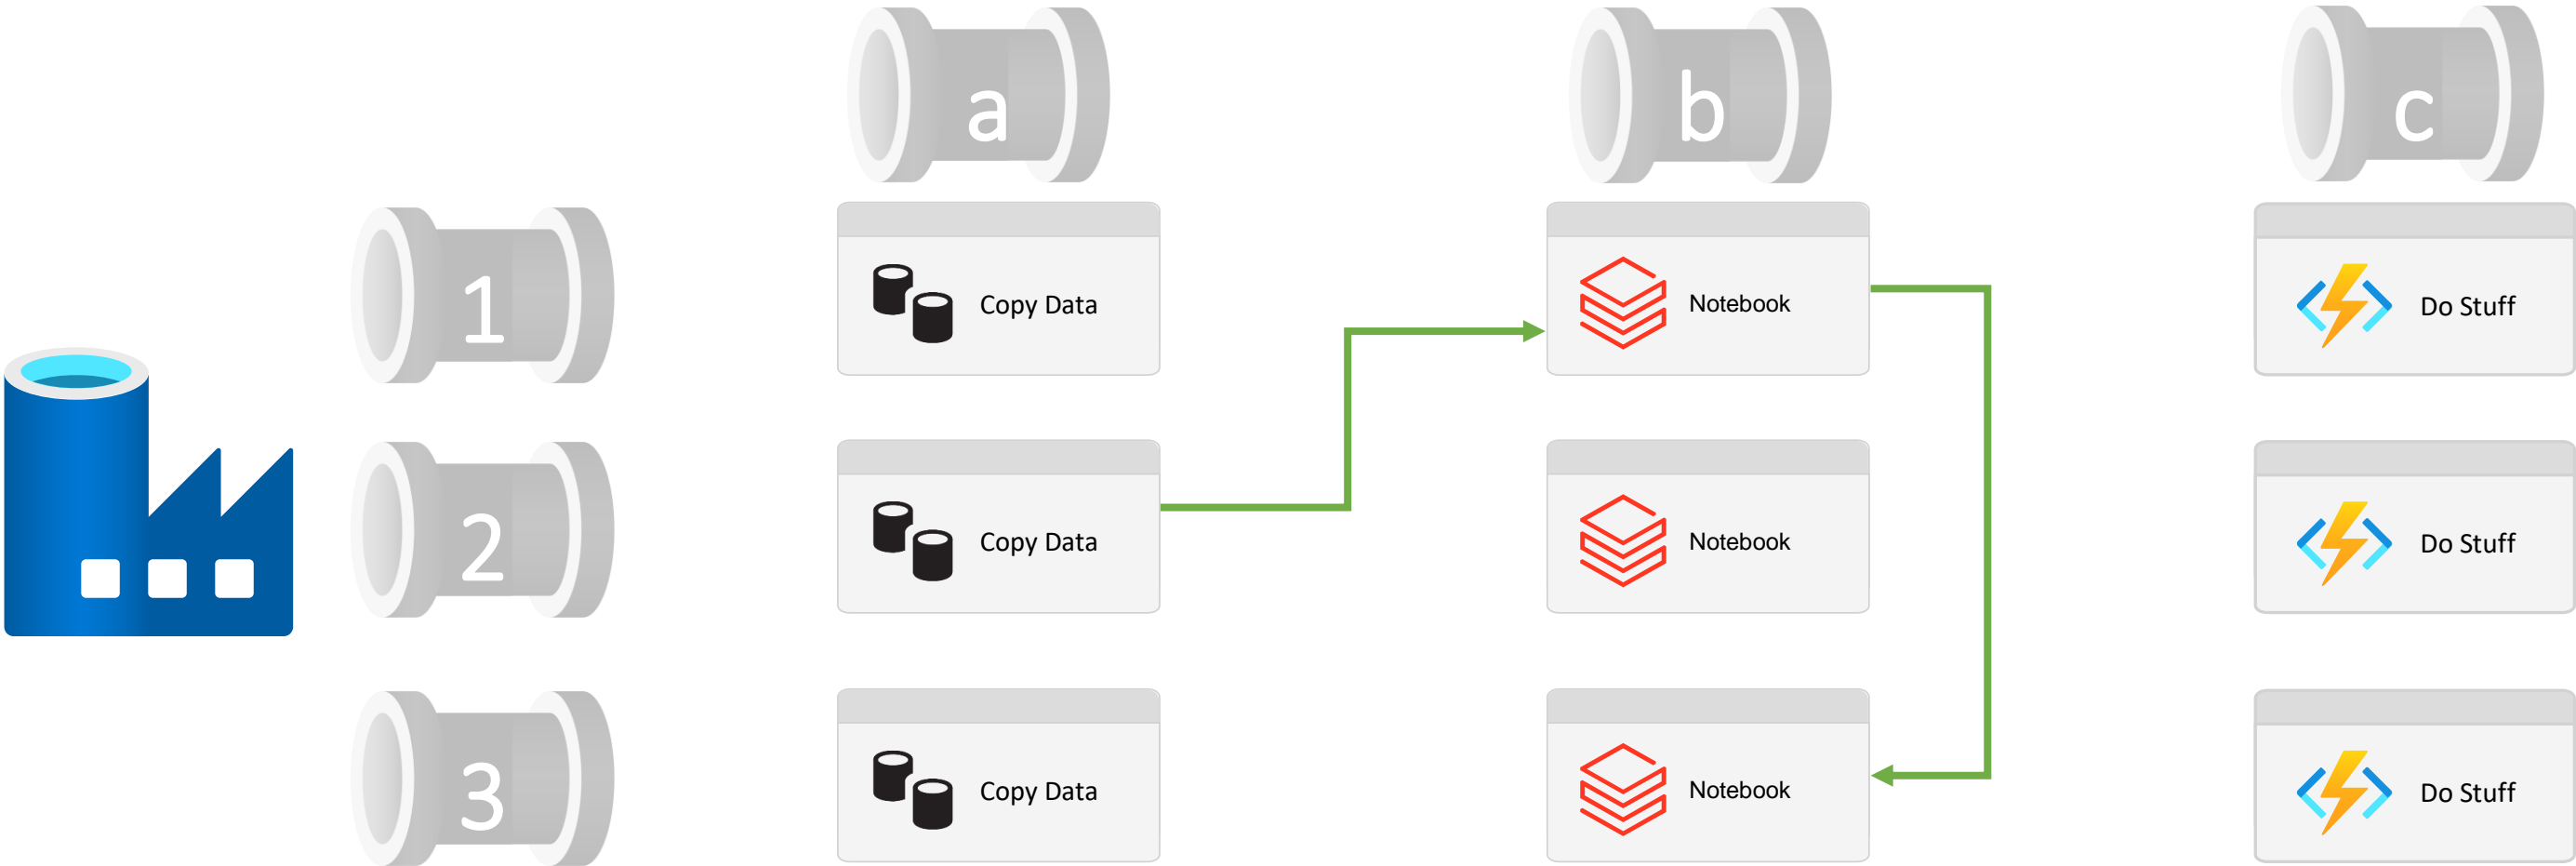 a
b
c
1
Copy Data
Notebook
Do Stuff
2
Copy Data
Notebook
Do Stuff
3
Copy Data
Notebook
Do Stuff